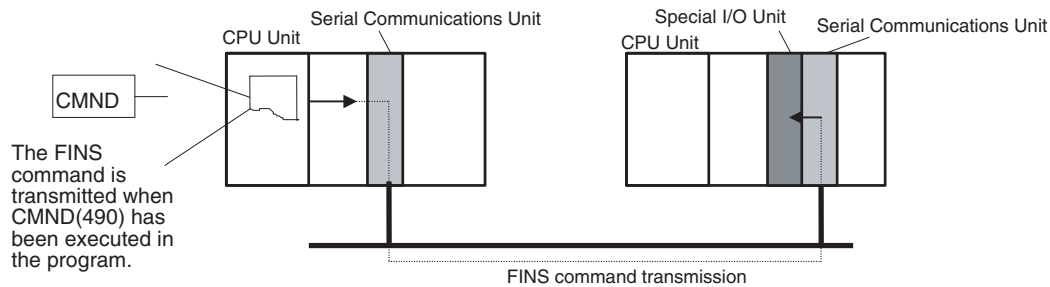 Serial Communications Unit
CPU Unit
Special I/O Unit
Serial Communications Unit
CPU Unit
CMND
The FINS
command is
transmitted when
CMND(490) has
been executed in
the program.
FINS command transmission